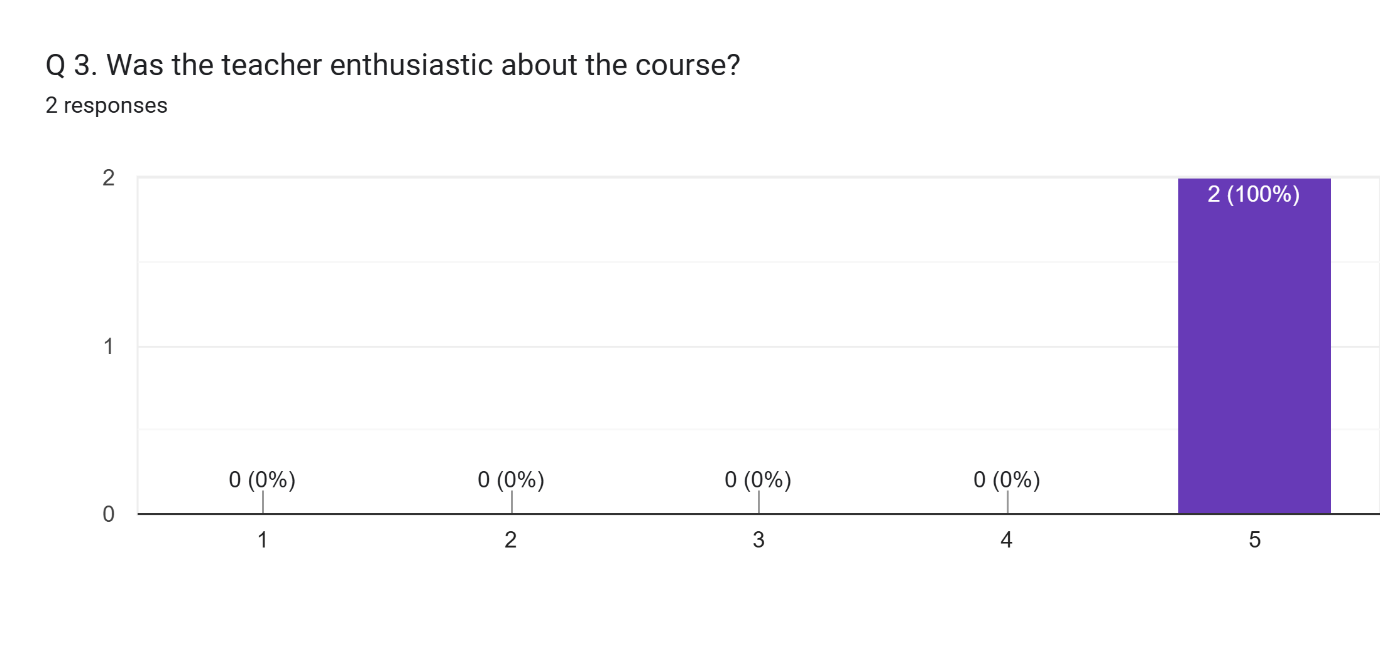 Q 3. Was the teacher enthusiastic about the course?
2 responses
2
2 (100%)
1
0 (0%) 0 (0%) 0 (0%) 0 (0%)
0
1 2 3 4 5